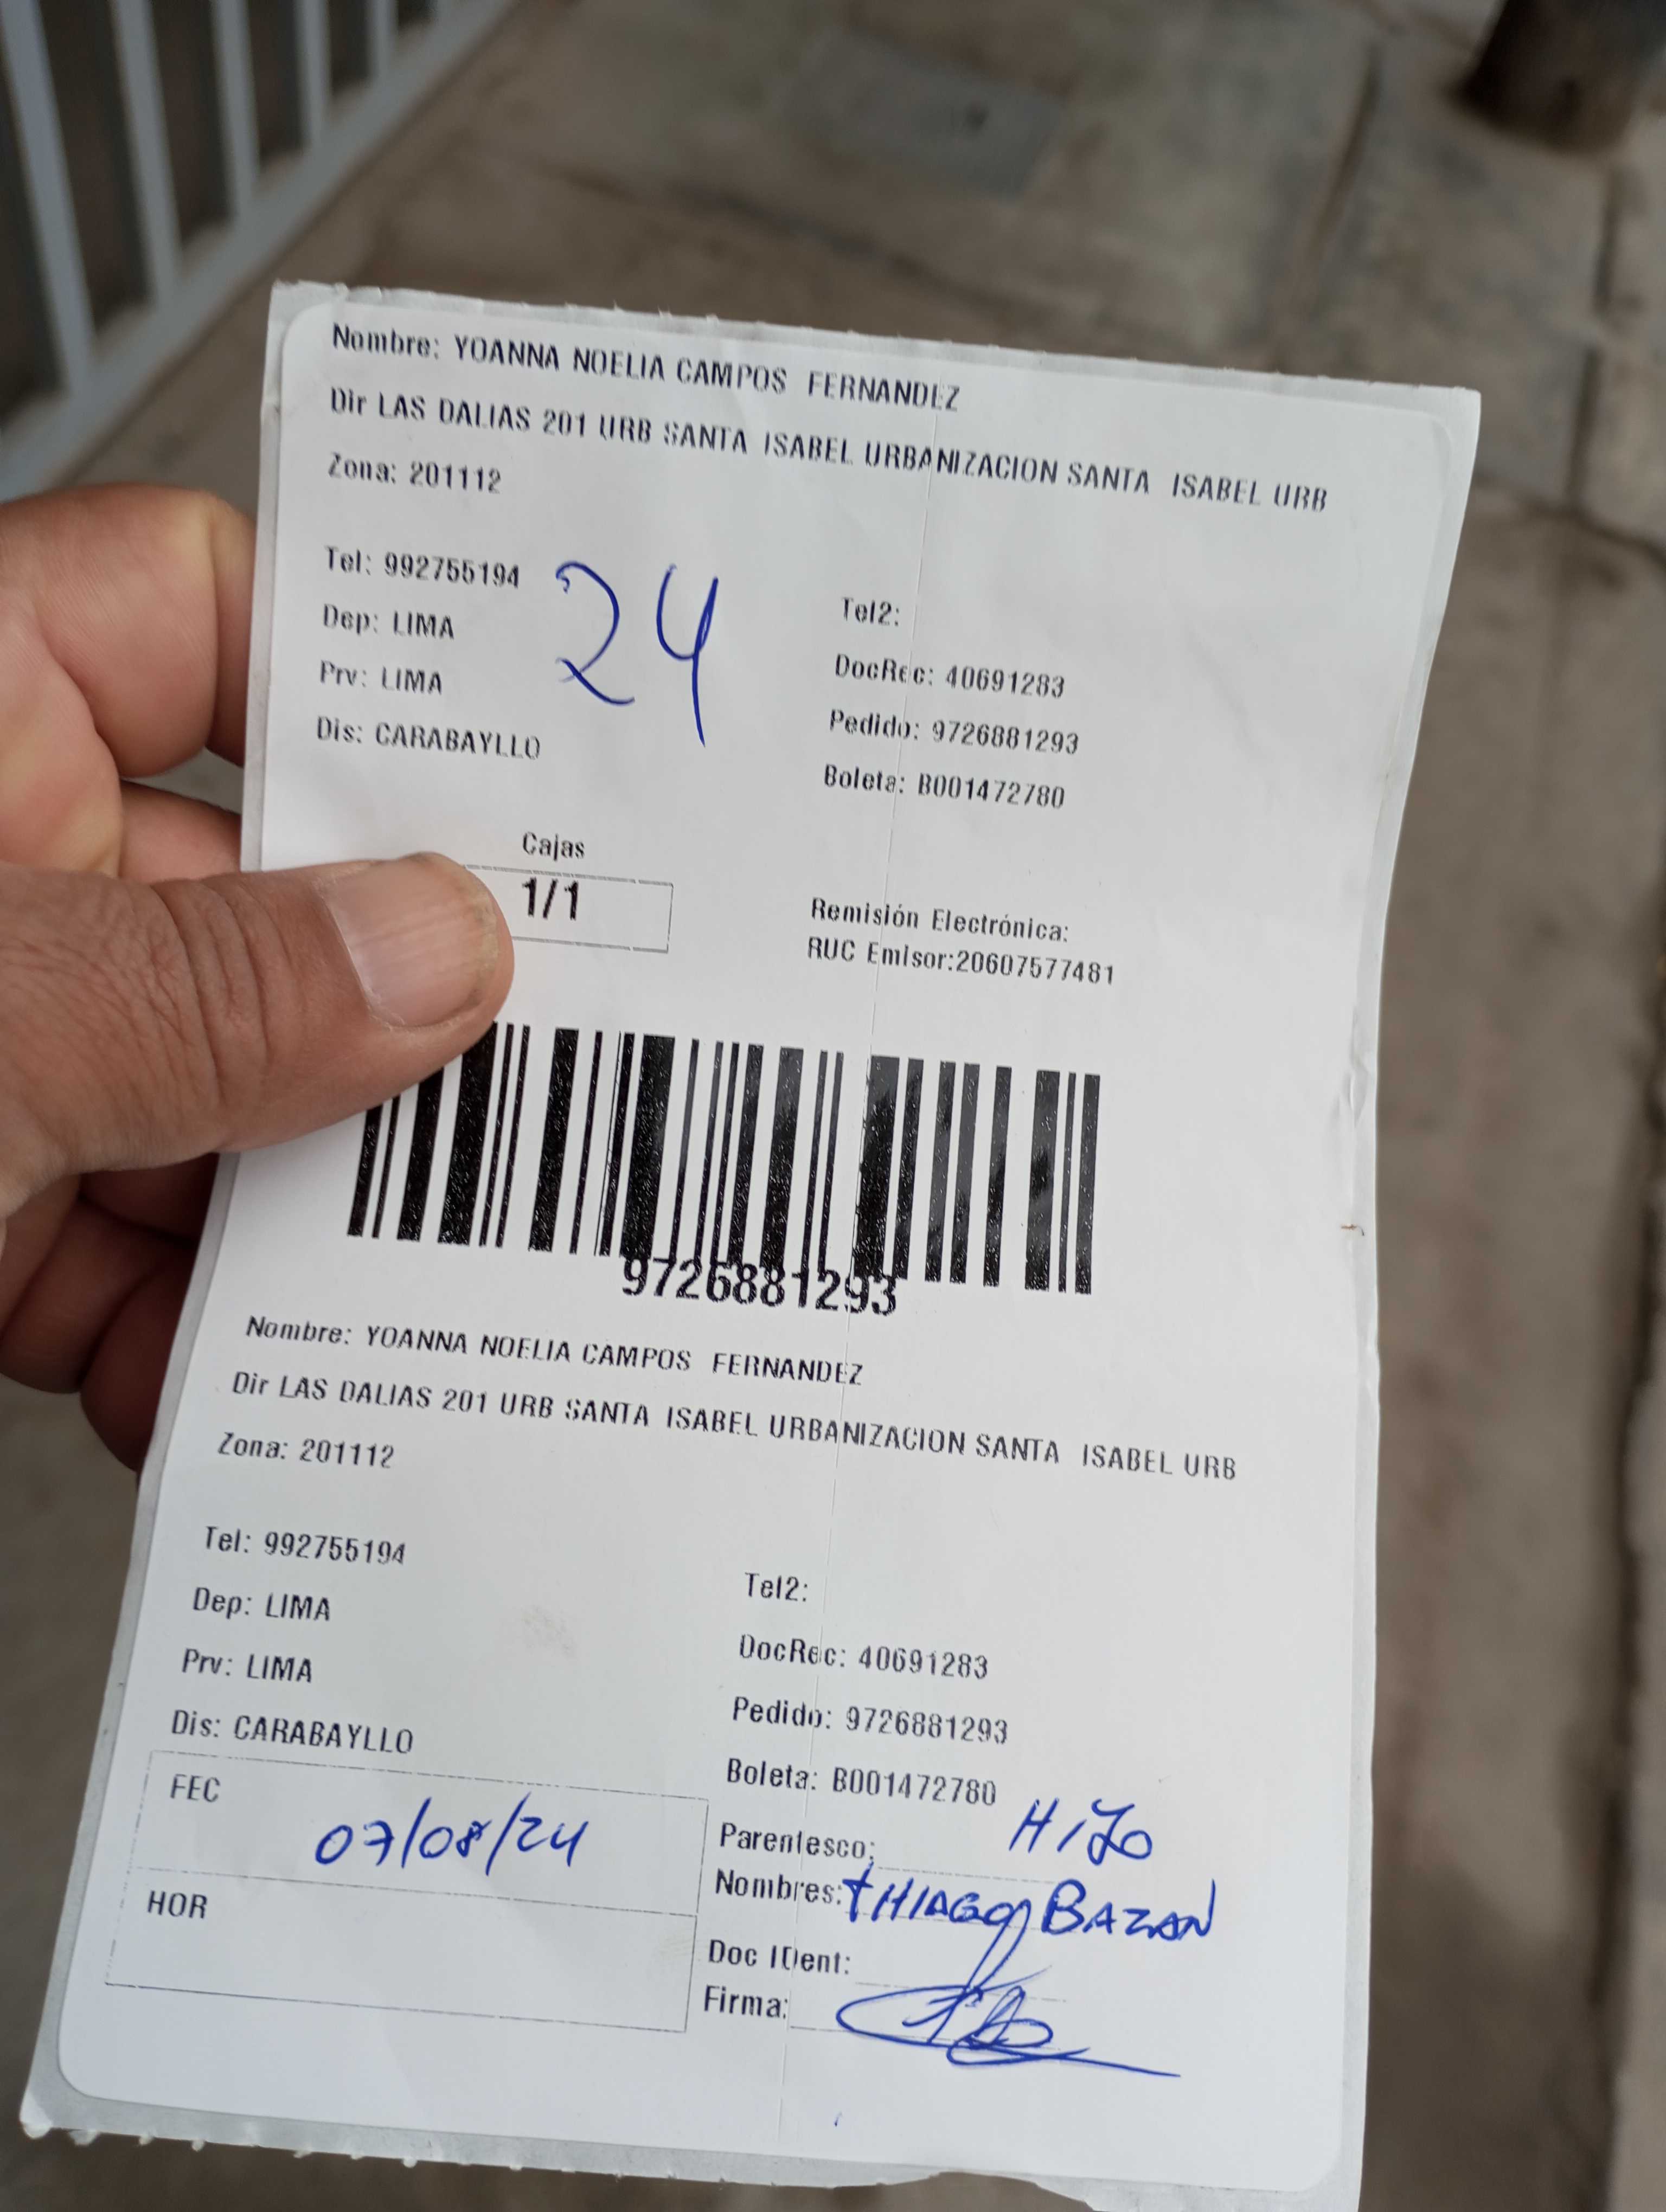 Nombre: YOANNA NOELIA CAMPOS FERNANDEZ
Dir LAS DALIAS 201 URB SANTA ISABEL URBANIZACION SANTA ISABEL URB
Zona: 201112
Tel: 992755194
24
Tel2:
Dep: LIMA
DocRec: 40691283
Prv: LIMA
Pedido: 9726881293
Dis: CARABAYLLO
Boleta: B001472780
Cajas
1/1
Remisión Electrónica:
RUC Emisor:20607577481
9726881293
Nombre: YOANNA NOELIA CAMPOS FERNANDEZ
Dir LAS DALIAS 201 URB SANTA ISABEL URBANIZACION SANTA ISABEL URB
Zona: 201112
Tel: 992755194
Tel2:
Dep: LIMA
DocRec: 40691283
Prv: LIMA
Pedido: 9726881293
Dis: CARABAYLLO
Boleta: B001472780
FEC 07/08/24
HOR
Parentesco: HIJO
Nombres: THIAGO BAZAN
Doc IDent:
Firma: